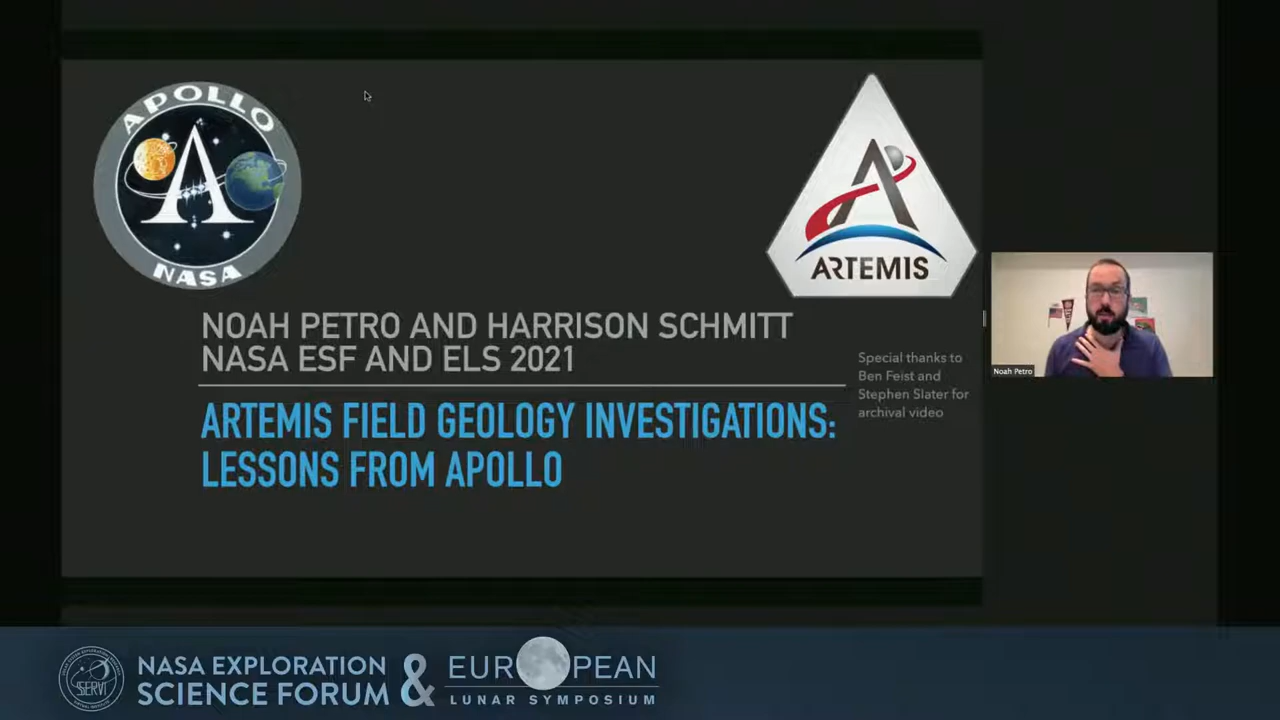 APOLLO
NASA
ARTEMIS
NOAH PETRO AND HARRISON SCHMITT
NASA ESF AND ELS 2021
Special thanks to
Ben Feist and
Stephen Slater for
archival video
ARTEMIS FIELD GEOLOGY INVESTIGATIONS:
LESSONS FROM APOLLO
Noah Petro
SSERVI
NASA EXPLORATION
SCIENCE FORUM
&
EUROPEAN
LUNAR SYMPOSIUM